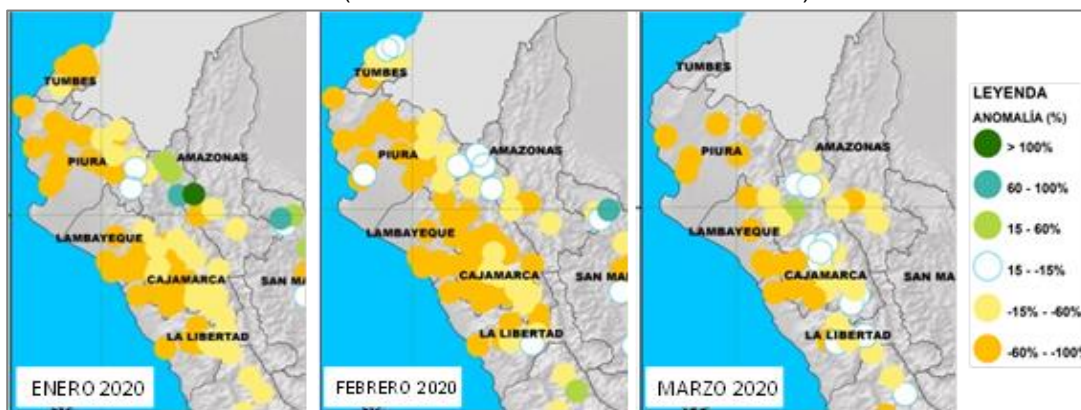 TUMBES
PIURA
AMAZONAS
LAMBAYEQUE
CAJAMARCA
SAN MA
LA LIBERTAD
ENERO 2020
TUMBES
PIURA
AMAZONAS
LAMBAYEQUE
CAJAMARCA
SAN MA
LA LIBERTAD
FEBRERO 2020
TUMBES
PIURA
AMAZONAS
LAMBAYEQUE
CAJAMARCA
SAN MA
LA LIBERTAD
MARZO 2020
LEYENDA
ANOMALÍA (%)
> 100%
60 - 100%
15 - 60%
15 - -15%
-15% - -60%
-60% - -100%